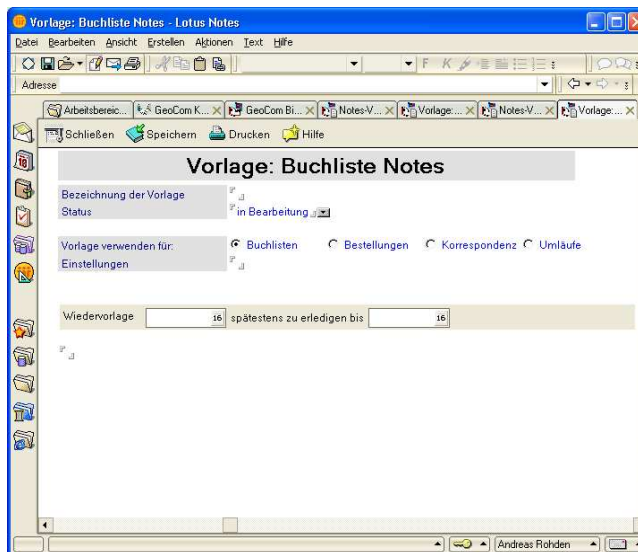 Vorlage: Buchliste Notes - Lotus Notes
Datei Bearbeiten Ansicht Erstellen Aktionen Text Hilfe
F K
Adresse
Arbeitsbereic... GeoCom K... GeoCom Bi... Notes-V... Vorlage:... Notes-V... Vorlage:...
Schließen Speichern Drucken Hilfe
Vorlage: Buchliste Notes
Bezeichnung der Vorlage
Status in Bearbeitung
Vorlage verwenden für: Buchlisten Bestellungen Korrespondenz Umläufe
Einstellungen
Wiedervorlage 16 spätestens zu erledigen bis 16
Andreas Rohden